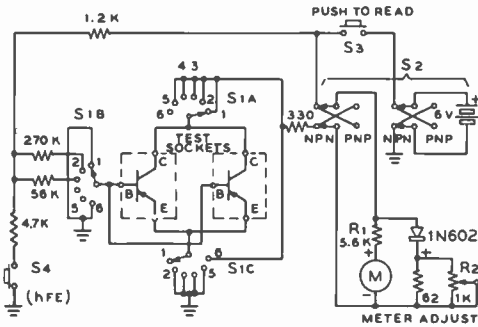 PUSH TO READ
1.2 K
S3
S2
4 3
5
2
6
1
S1A
S1B
TEST
SOCKETS
330
+
6 V
NPN
PNP
NPN
PNP
270 K
2
1
56 K
5
6
C
C
B
B
E
E
4.7K
1
2
5
6
S1C
R1
5.6 K
+
1N602
+
M
-
62
R2
1K
S4
(hFE)
METER ADJUST